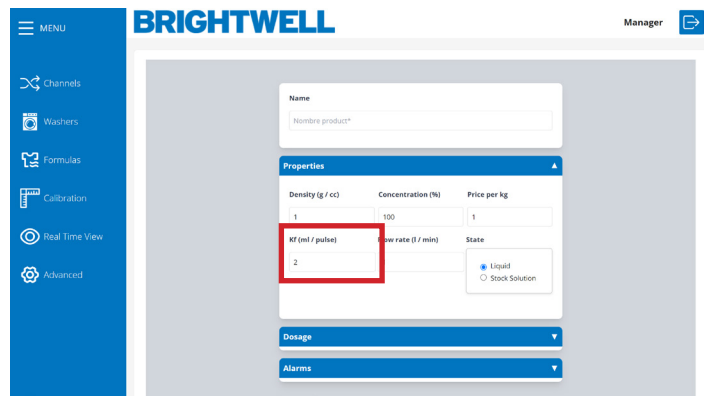 MENU
BRIGHTWELL
Manager
Channels
Washers
Formulas
Calibration
Real Time View
Advanced
Name
Nombre product*
Properties
Density (g / cc) Concentration (%) Price per kg
1 100 1
Kf (ml / pulse) rate (l / min) State
2
Liquid
Stock Solution
Dosage
Alarms